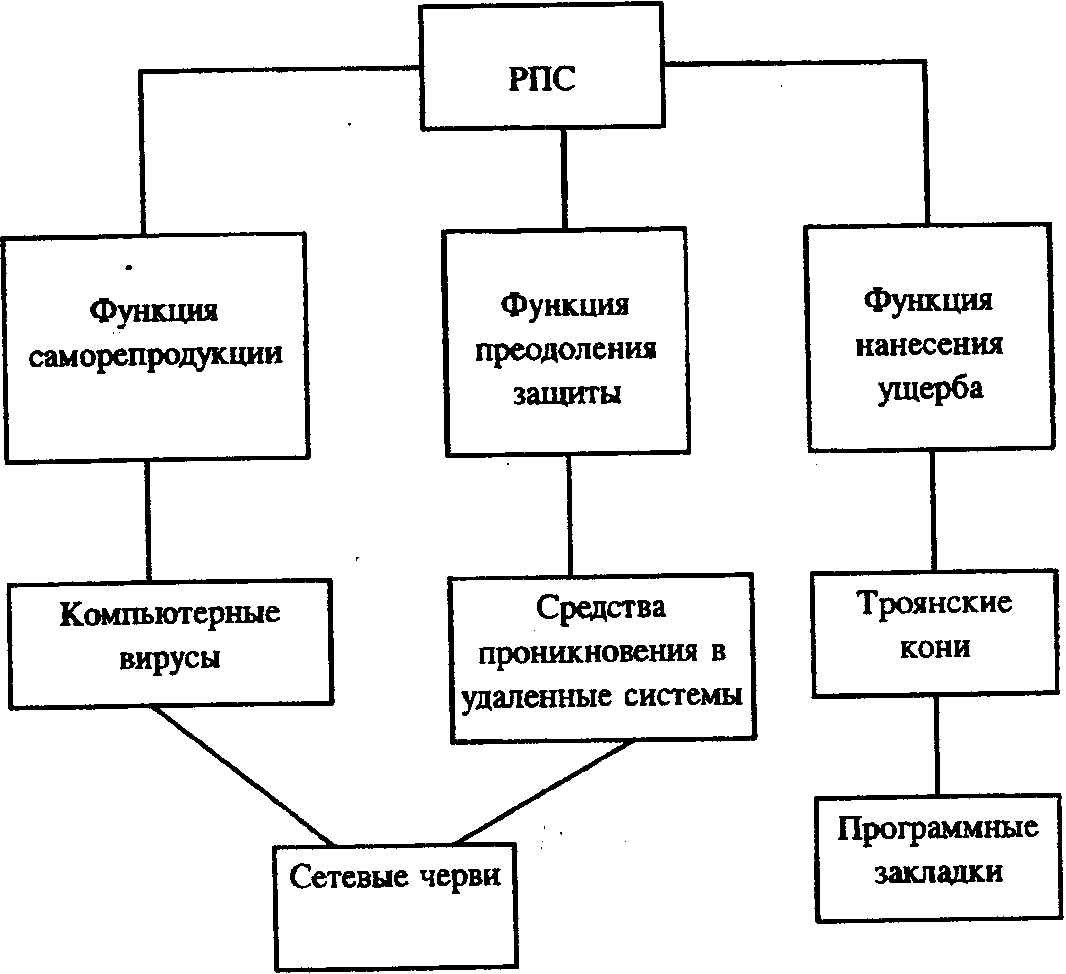 РПС
Функция
саморепродукции
Функция
преодоления
защиты
Функция
нанесения
ущерба
Компьютерные
вирусы
Средства
проникновения в
удаленные системы
Троянские
кони
Сетевые черви
Программные
закладки